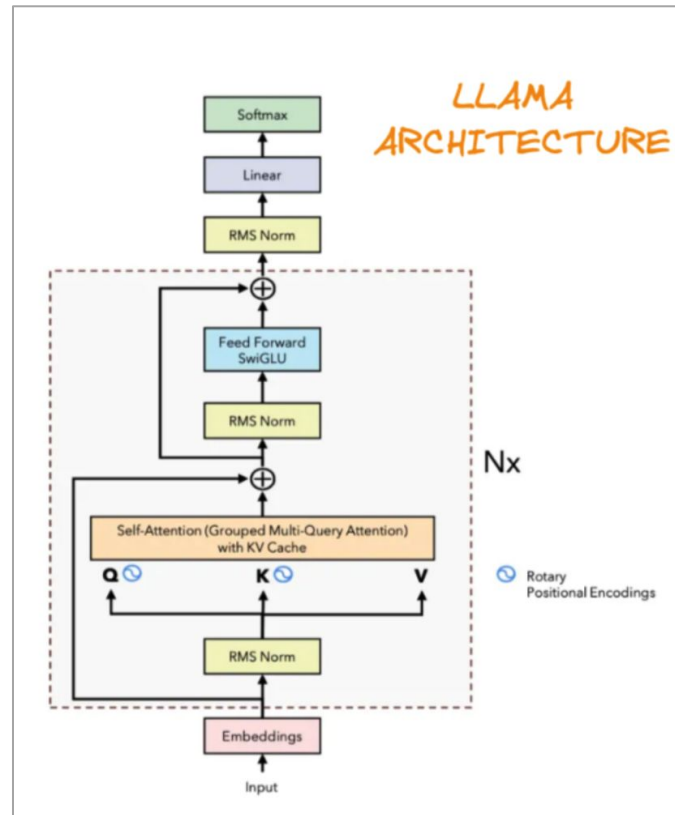 LLAMA
ARCHITECTURE
Softmax
Linear
RMS Norm
Feed Forward
SwiGLU
RMS Norm
Nx
Self-Attention (Grouped Multi-Query Attention)
with KV Cache
Q K V
Rotary
Positional Encodings
RMS Norm
Embeddings
Input